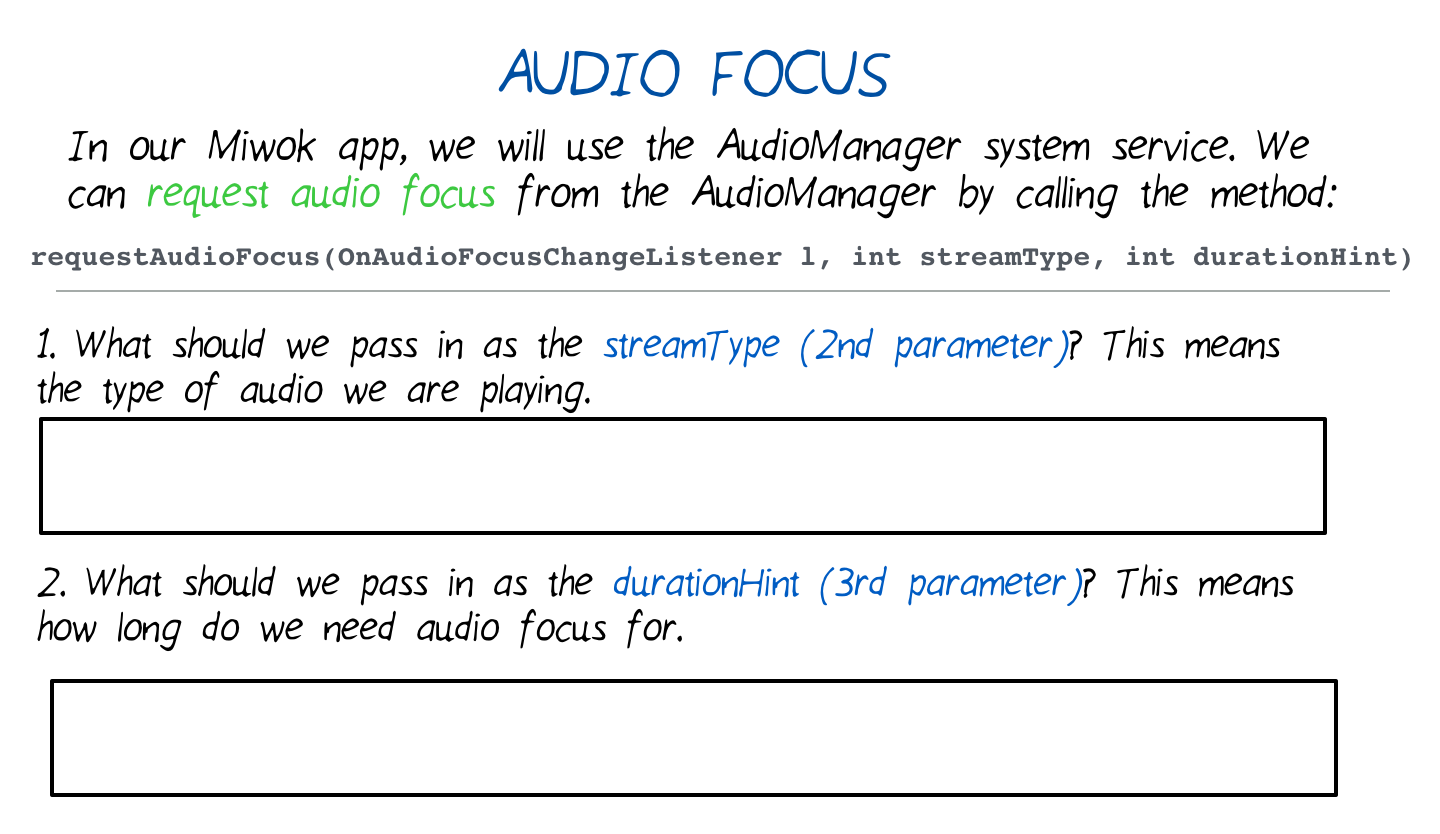 AUDIO FOCUS
In our Miwok app, we will use the AudioManager system service. We
can request audio focus from the AudioManager by calling the method:
requestAudioFocus(OnAudioFocusChangeListener l, int streamType, int durationHint)
1. What should we pass in as the streamType (2nd parameter)? This means
the type of audio we are playing.
2. What should we pass in as the durationHint (3rd parameter)? This means
how long do we need audio focus for.